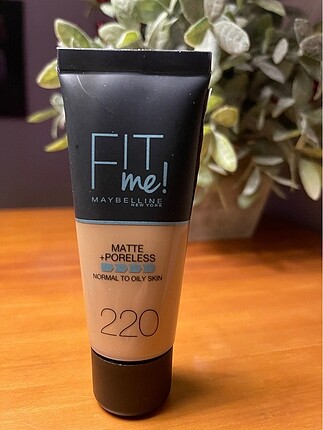 FIT
me!
MAYBELLINE
NEW YORK
MATTE
+PORELESS
NORMAL TO OILY SKIN
220